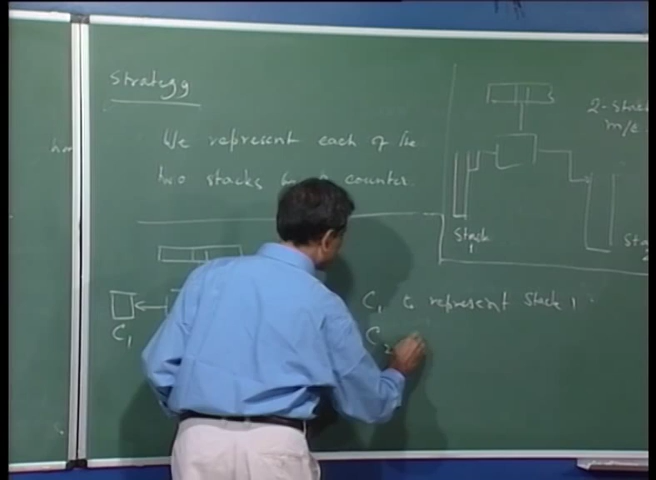 Strategy
We represent each of the
two stacks by a counter.
2-stack
m/c
Stack
1
Sta
2
C1
C1 to represent Stack 1
C2